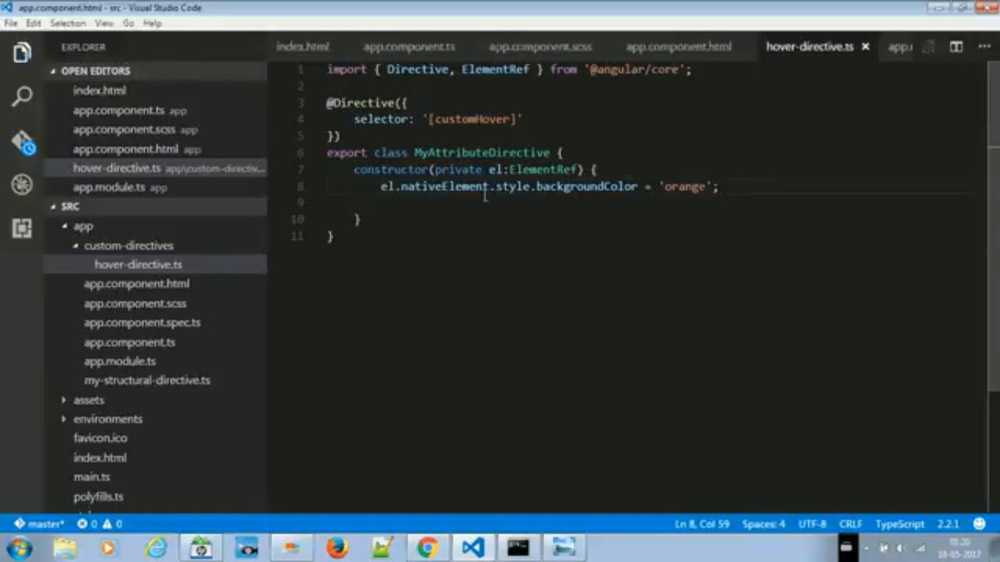 app.component.html - src - Visual Studio Code
File Edit Selection View Go Help
EXPLORER
OPEN EDITORS
index.html
app.component.ts app
app.component.scss app
app.component.html app
hover-directive.ts app\custom-directiv...
app.module.ts app
SRC
app
custom-directives
hover-directive.ts
app.component.html
app.component.scss
app.component.spec.ts
app.component.ts
app.module.ts
my-structural-directive.ts
assets
environments
favicon.ico
index.html
main.ts
polyfills.ts
index.html app.component.ts app.component.scss app.component.html hover-directive.ts
1 import { Directive, ElementRef } from '@angular/core';
2
3 @Directive({
4 selector: '[customHover]'
5 })
6 export class MyAttributeDirective {
7 constructor(private el:ElementRef) {
8 el.nativeElement.style.backgroundColor = 'orange';
9
10 }
11 }
master* 0 0 Ln 8, Col 59 Spaces: 4 UTF-8 CRLF TypeScript 2.2.1
18-05-2017